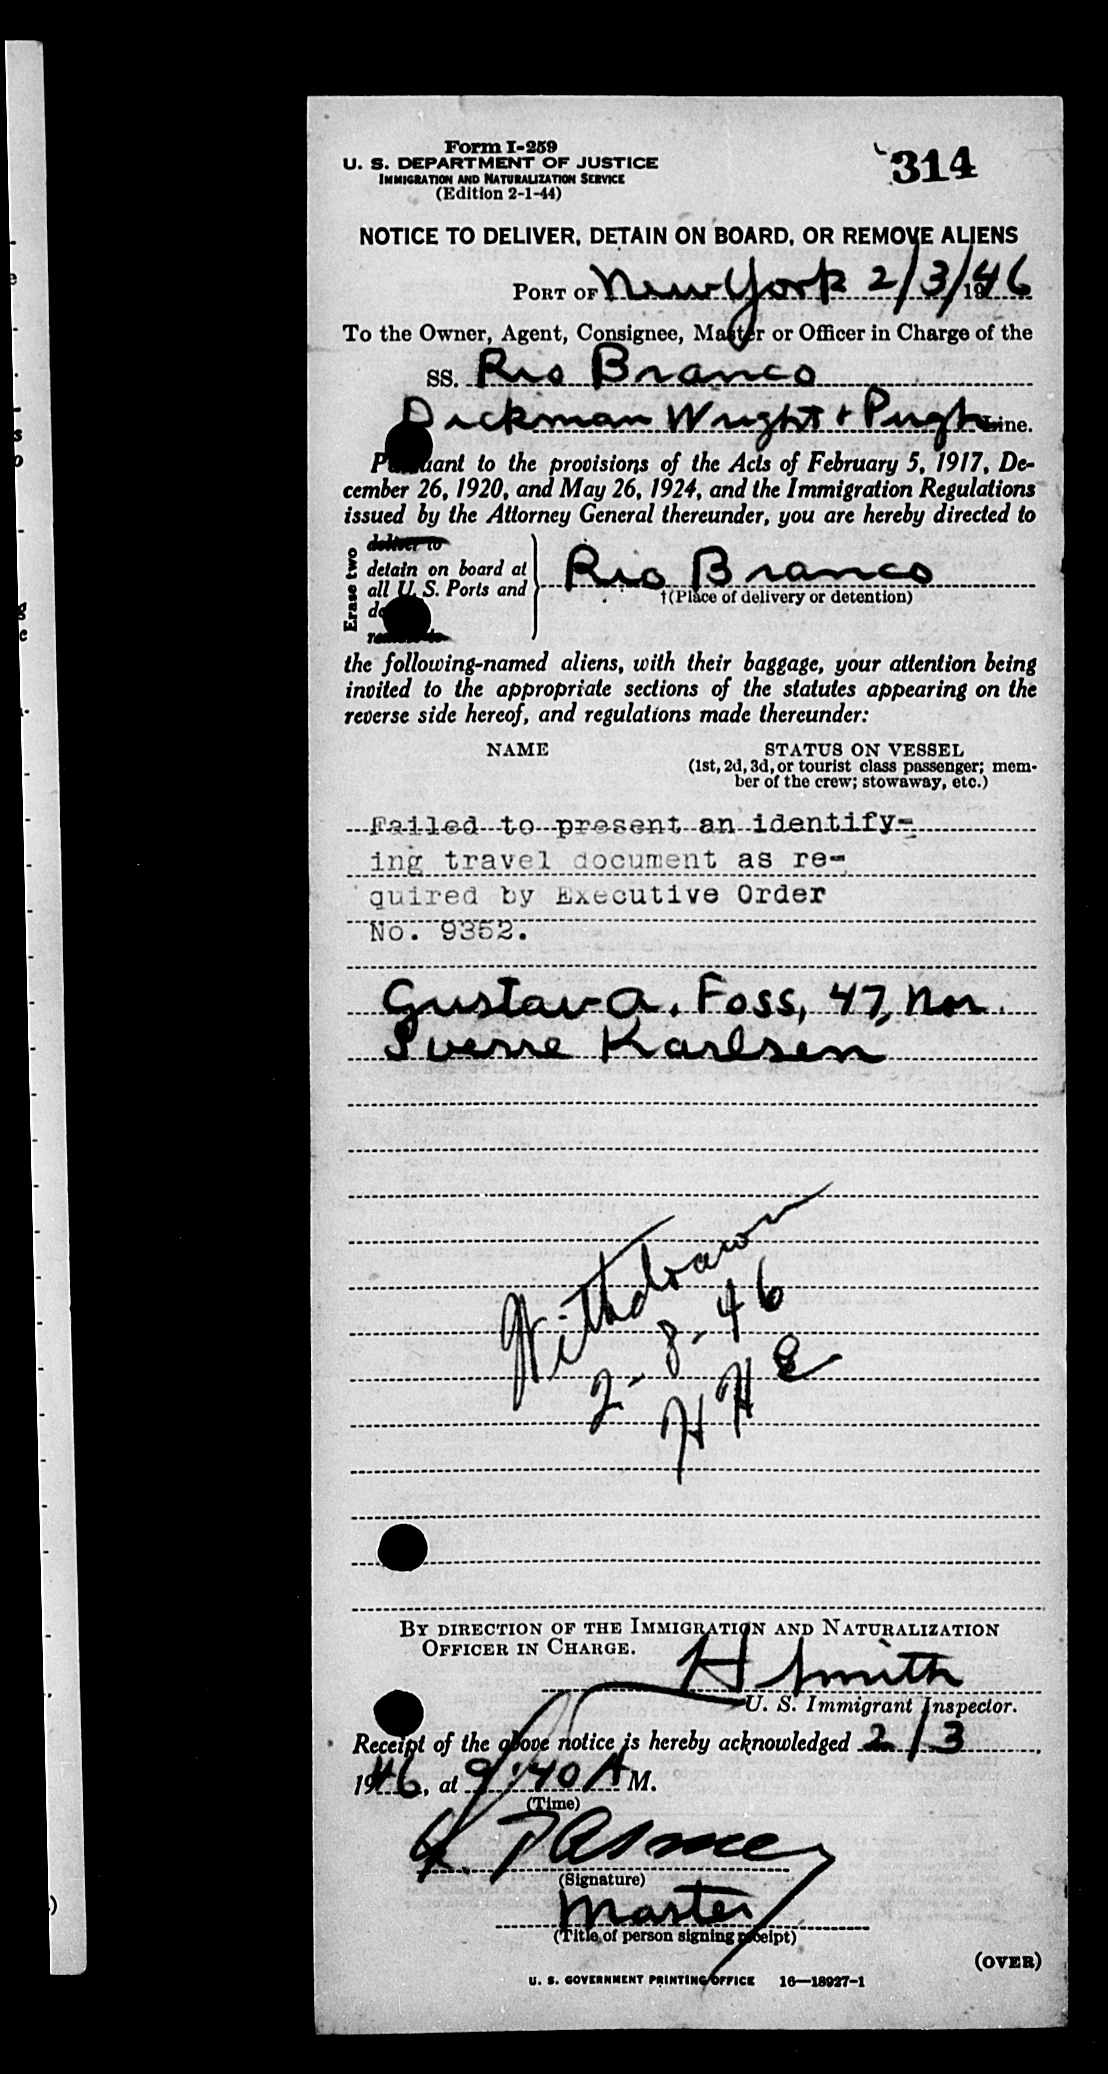 Form I-259
U. S. DEPARTMENT OF JUSTICE
IMMIGRATION AND NATURALIZATION SERVICE
(Edition 2-1-44)
314
NOTICE TO DELIVER, DETAIN ON BOARD, OR REMOVE ALIENS
PORT OF New York 2/3/1946
To the Owner, Agent, Consignee, Master or Officer in Charge of the
SS. Rio Branco
Dickman Wright & Pugh Line.
Pursuant to the provisions of the Acts of February 5, 1917, De-
cember 26, 1920, and May 26, 1924, and the Immigration Regulations
issued by the Attorney General thereunder, you are hereby directed to
Erase two
deliver to
detain on board at
all U. S. Ports and
remove to
Rio Branco
†(Place of delivery or detention)
the following-named aliens, with their baggage, your attention being
invited to the appropriate sections of the statutes appearing on the
reverse side hereof, and regulations made thereunder:
NAME STATUS ON VESSEL
(1st, 2d, 3d, or tourist class passenger; mem-
ber of the crew; stowaway, etc.)
Failed to present an identify-
ing travel document as re-
quired by Executive Order
No. 9352.
Gustav A. Foss, 47, Nor.
Sverre Karlsen
Withdrawn
2-8-46
HHE
BY DIRECTION OF THE IMMIGRATION AND NATURALIZATION
OFFICER IN CHARGE.
H Smith
U. S. Immigrant Inspector.
Receipt of the above notice is hereby acknowledged 2/3,
1946, at 9:40 A M.
(Time)
(Signature)
Master
(Title of person signing receipt)
(OVER)
U. S. GOVERNMENT PRINTING OFFICE 16—18927-1